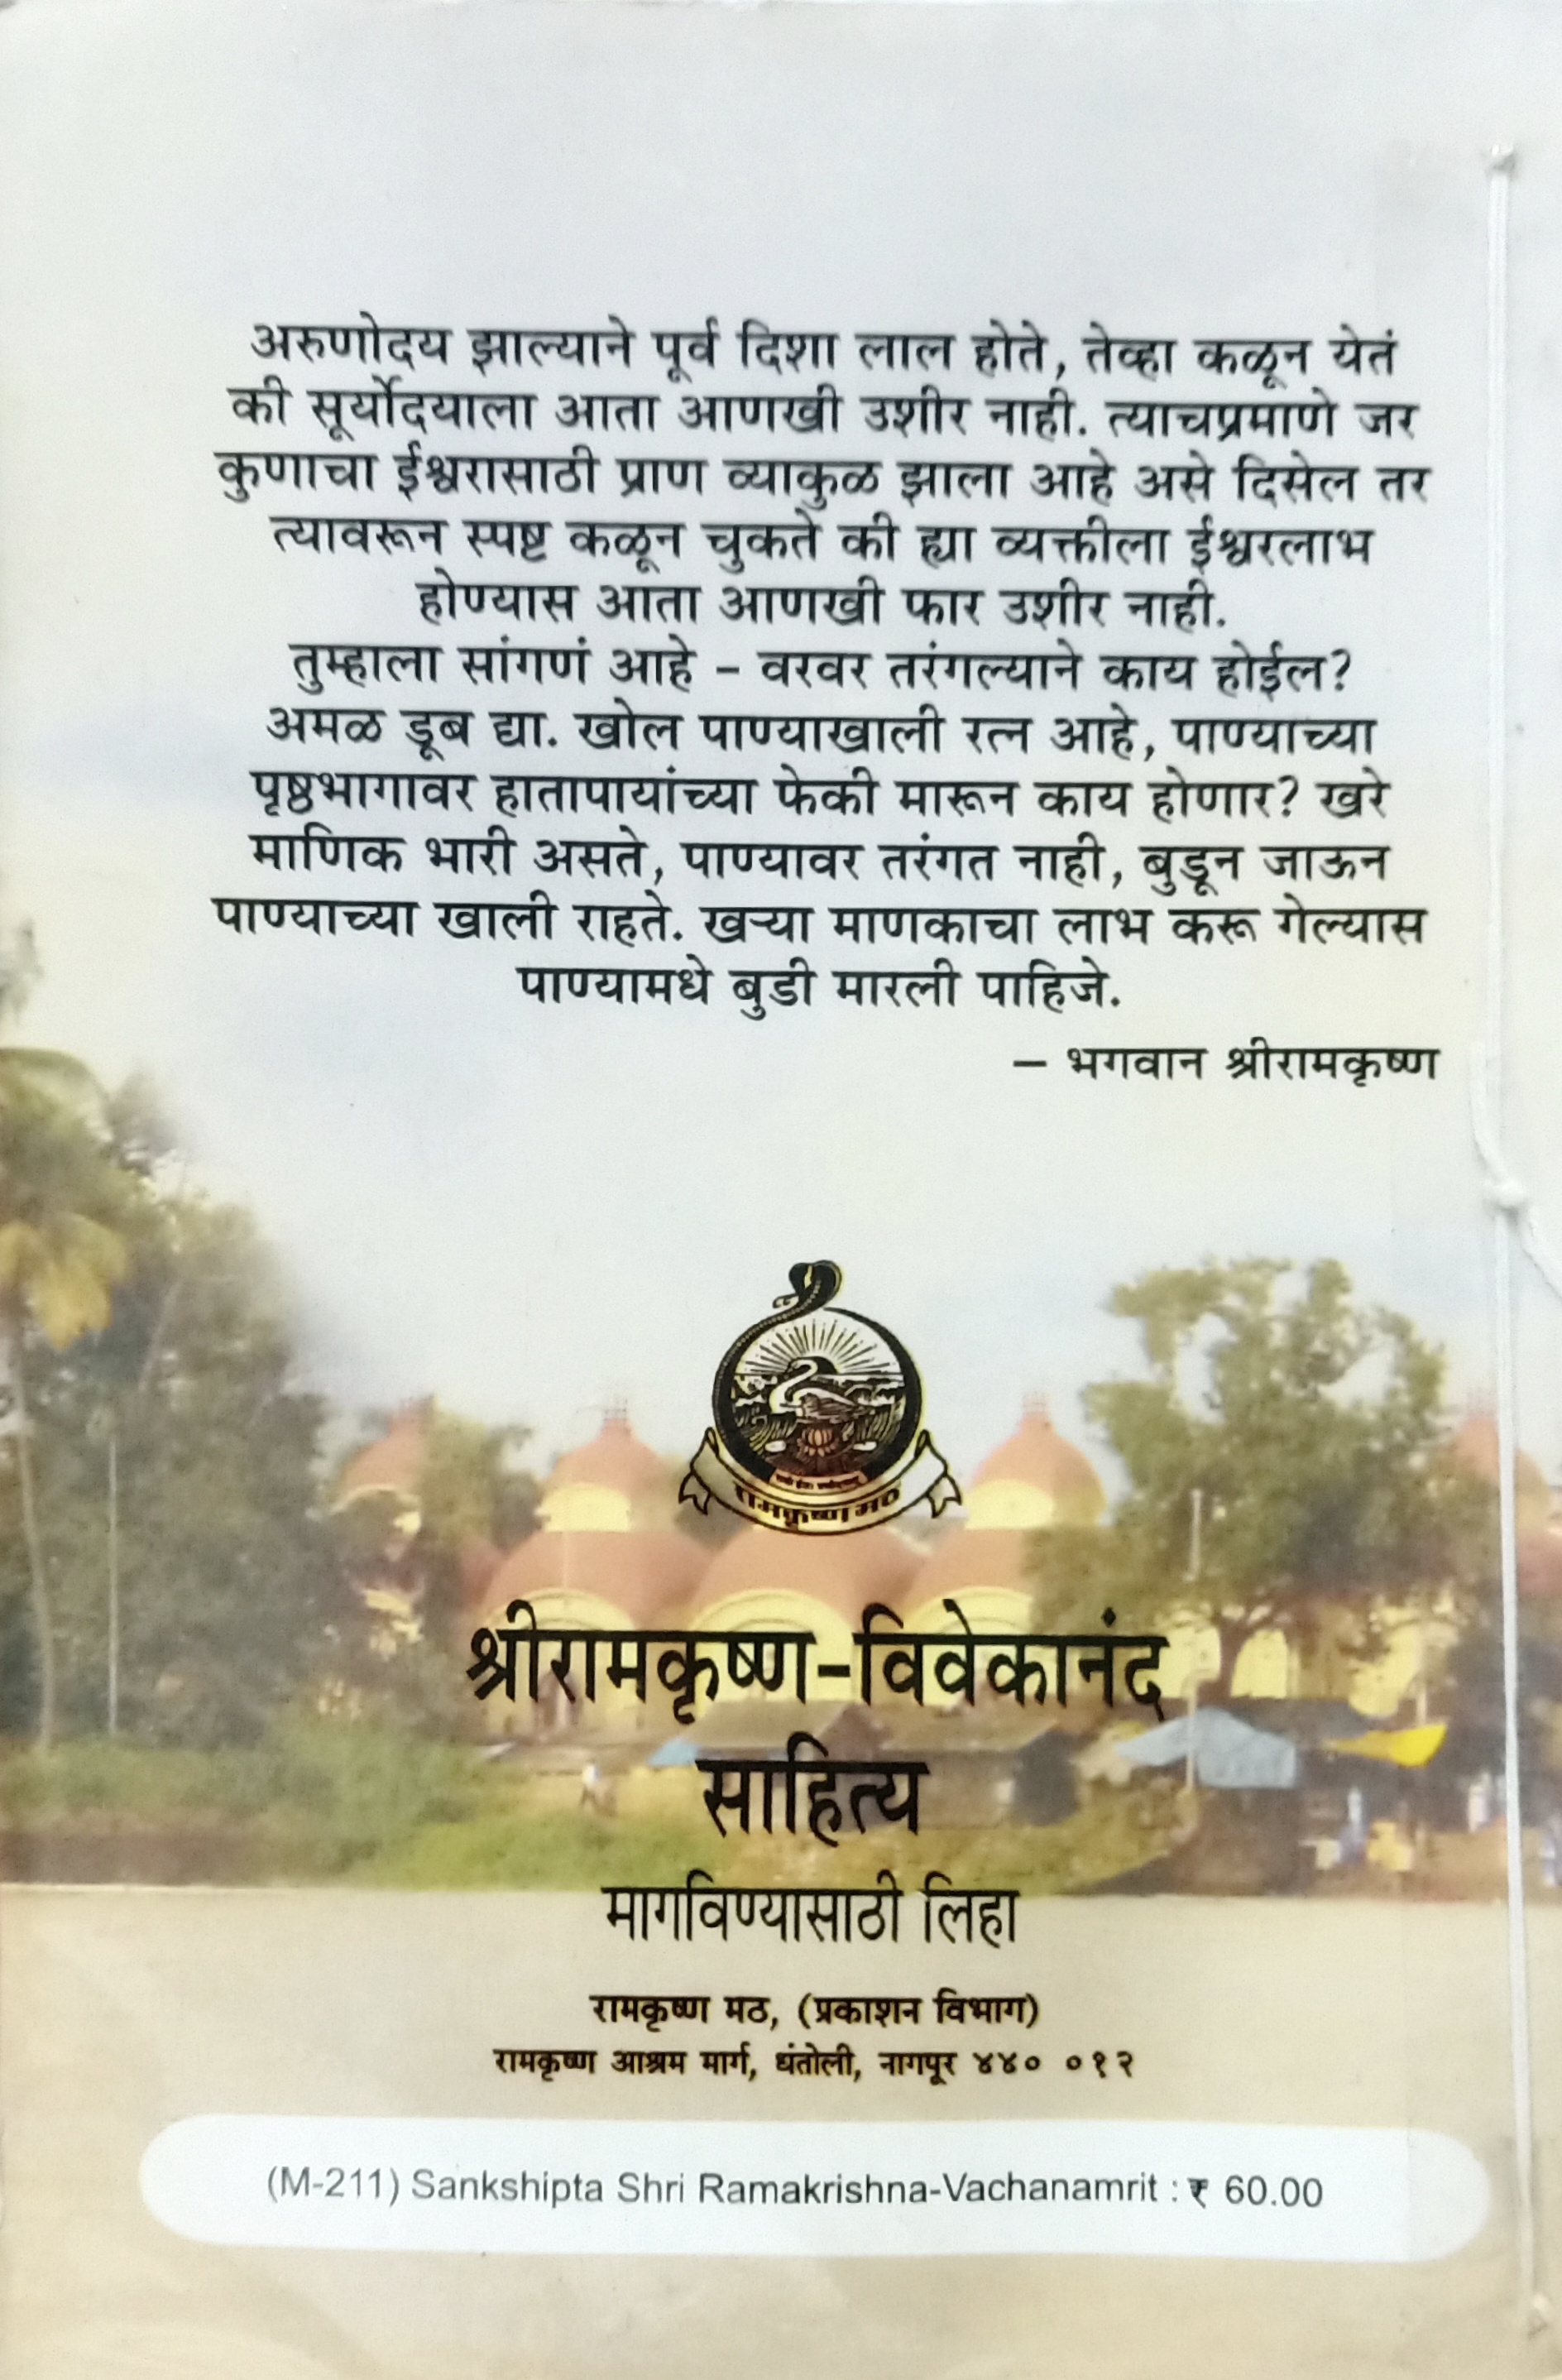 अरुणोदय झाल्याने पूर्व दिशा लाल होते, तेव्हा कळून येतं
की सूर्योदयाला आता आणखी उशीर नाही. त्याचप्रमाणे जर
कुणाचा ईश्वरासाठी प्राण व्याकुळ झाला आहे असे दिसेल तर
त्यावरून स्पष्ट कळून चुकते की ह्या व्यक्तीला ईश्वरलाभ
होण्यास आता आणखी फार उशीर नाही.
तुम्हाला सांगणं आहे – वरवर तरंगल्याने काय होईल?
अमळ डूब द्या. खोल पाण्याखाली रत्न आहे, पाण्याच्या
पृष्ठभागावर हातापायांच्या फेकी मारून काय होणार? खरे
माणिक भारी असते, पाण्यावर तरंगत नाही, बुडून जाऊन
पाण्याच्या खाली राहते. खऱ्या माणकाचा लाभ करू गेल्यास
पाण्यामधे बुडी मारली पाहिजे.
– भगवान श्रीरामकृष्ण
रामकृष्ण मठ
श्रीरामकृष्ण-विवेकानंद
साहित्य
मागविण्यासाठी लिहा
रामकृष्ण मठ, (प्रकाशन विभाग)
रामकृष्ण आश्रम मार्ग, धंतोली, नागपूर ४४० ०१२
(M-211) Sankshipta Shri Ramakrishna-Vachanamrit : ₹ 60.00